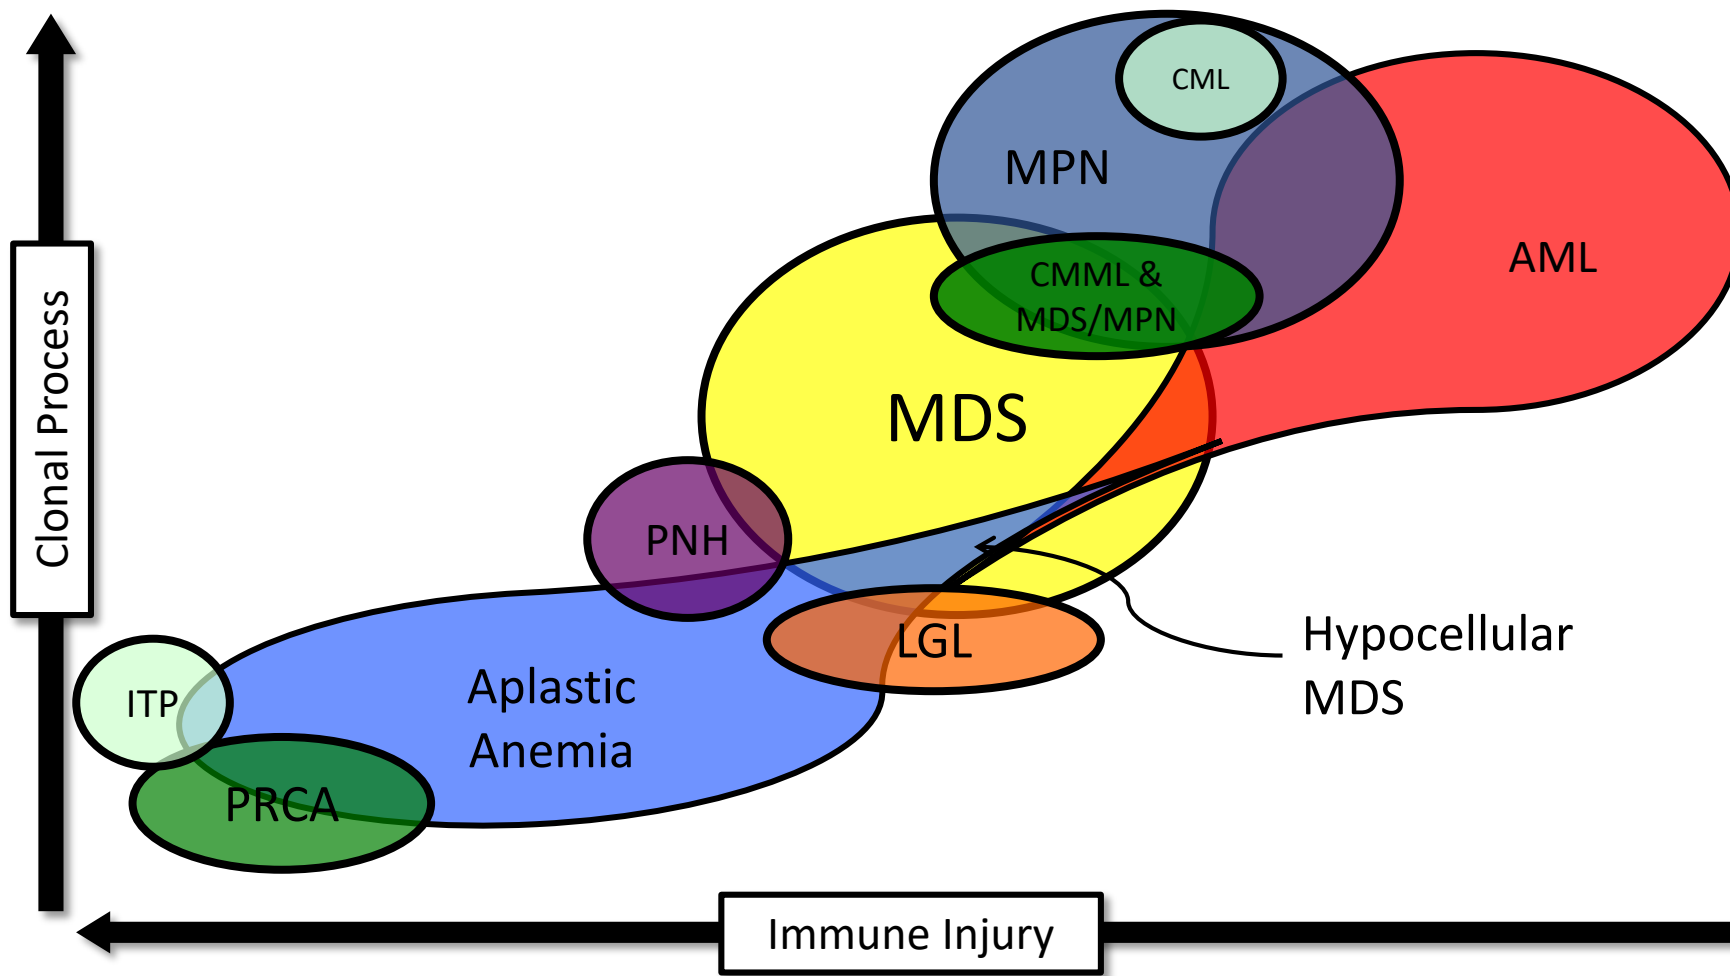 CML
MPN
AML
CMML &
MDS/MPN
MDS
Clonal Process
PNH
Hypocellular
MDS
LGL
ITP
Aplastic
Anemia
PRCA
Immune Injury